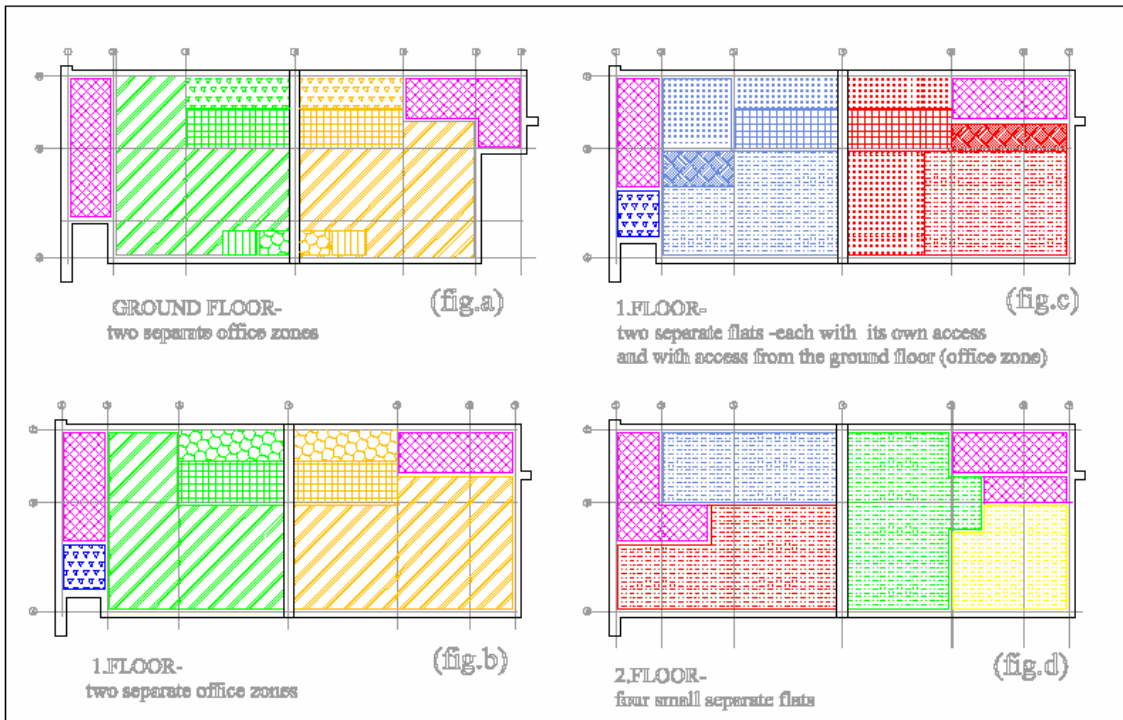 GROUND FLOOR-
two separate office zones
(fig.a)
1.FLOOR-
two separate flats -each with its own access
and with access from the ground floor (office zone)
(fig.c)
1.FLOOR-
two separate office zones
(fig.b)
2.FLOOR-
four small separate flats
(fig.d)